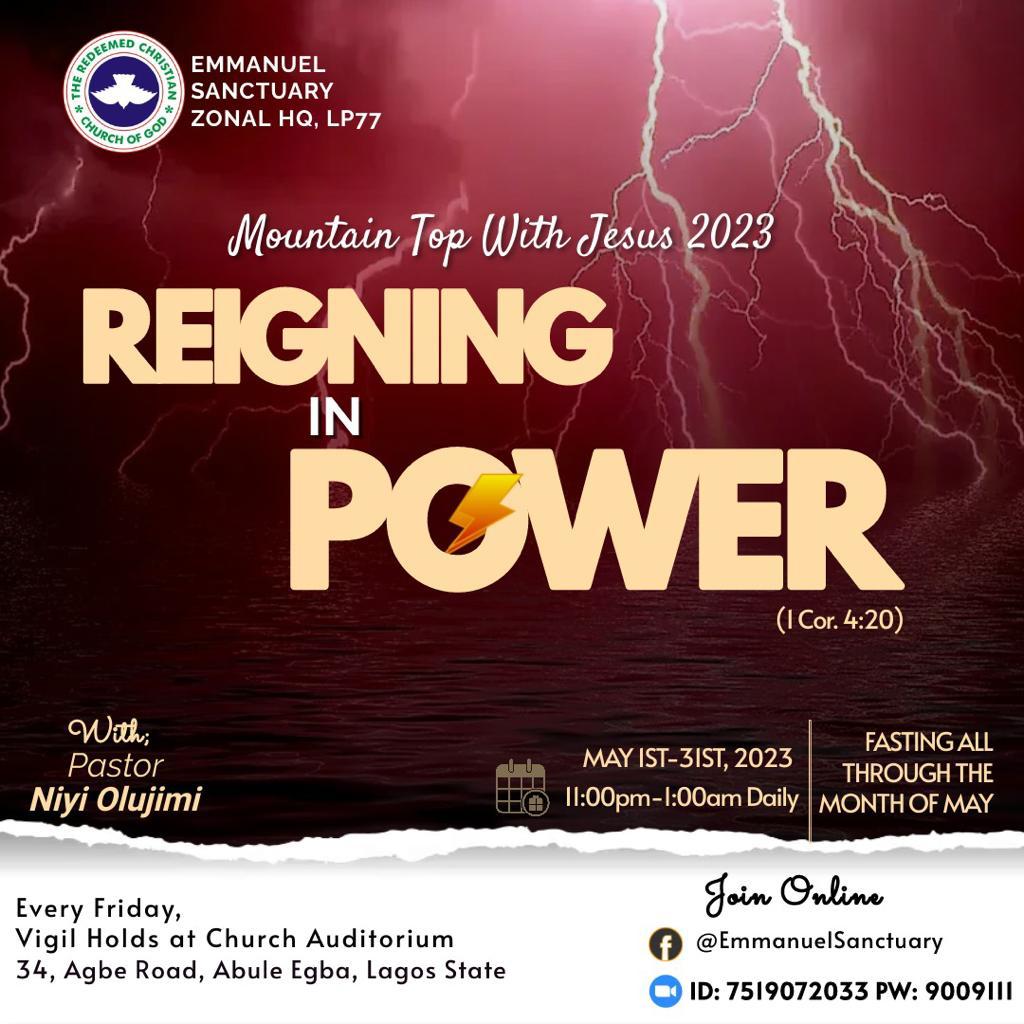 THE REDEEMED CHRISTIAN
* CHURCH OF GOD *
EMMANUEL
SANCTUARY
ZONAL HQ, LP77
Mountain Top With Jesus 2023
REIGNING
IN
POWER
(1 Cor. 4:20)
With;
Pastor
Niyi Olujimi
MAY 1ST-31ST, 2023
11:00pm-1:00am Daily
FASTING ALL
THROUGH THE
MONTH OF MAY
Every Friday,
Vigil Holds at Church Auditorium
34, Agbe Road, Abule Egba, Lagos State
Join Online
@EmmanuelSanctuary
ID: 7519072033 PW: 9009111